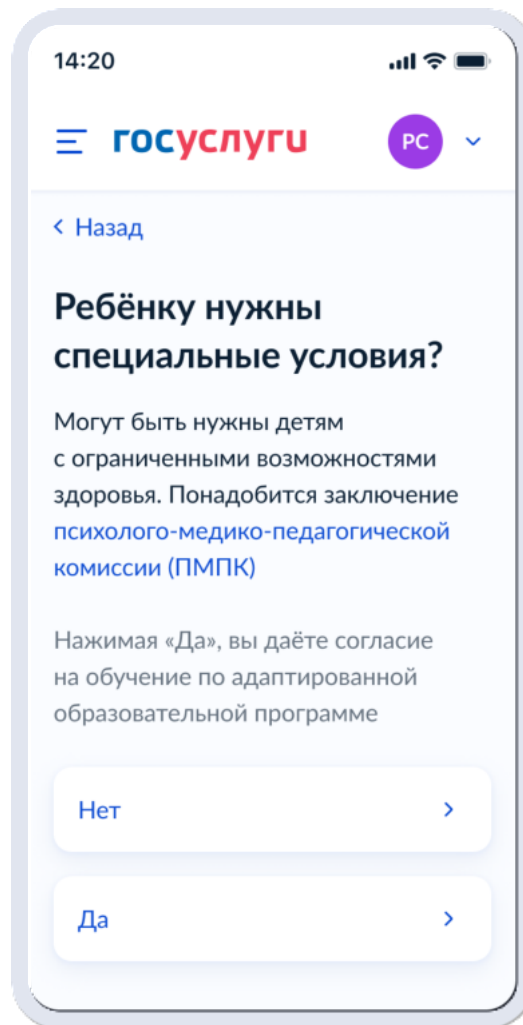 14:20
госуслуги
РС
Назад
Ребёнку нужны
специальные условия?
Могут быть нужны детям
с ограниченными возможностями
здоровья. Понадобится заключение
психолого-медико-педагогической
комиссии (ПМПК)
Нажимая «Да», вы даёте согласие
на обучение по адаптированной
образовательной программе
Нет
Да